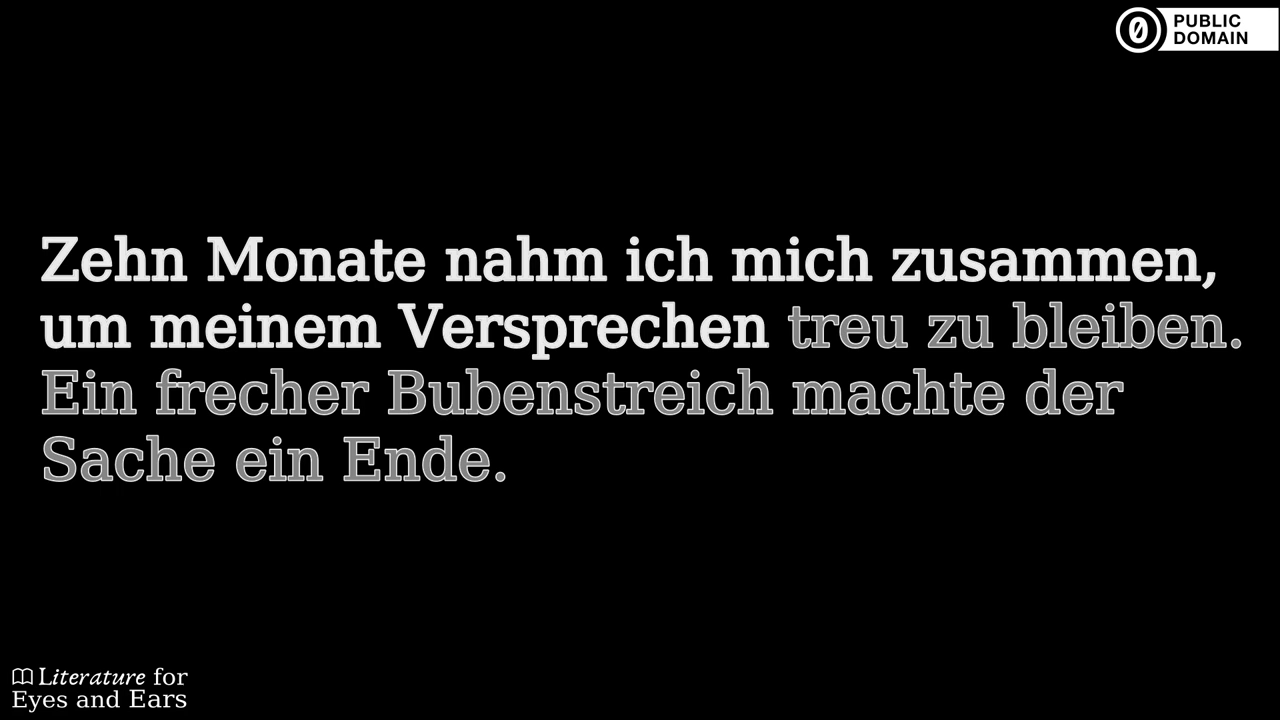 PUBLIC
DOMAIN
Zehn Monate nahm ich mich zusammen,
um meinem Versprechen treu zu bleiben.
Ein frecher Bubenstreich machte der
Sache ein Ende.
Literature for
Eyes and Ears